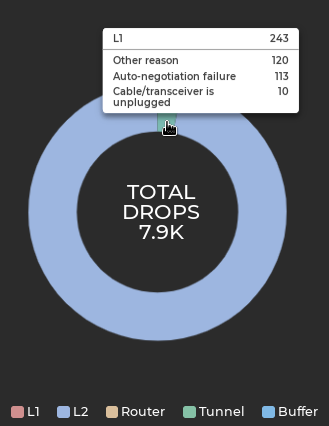 L1 243
Other reason 120
Auto-negotiation failure 113
Cable/transceiver is 10
unplugged
TOTAL
DROPS
7.9K
L1 L2 Router Tunnel Buffer